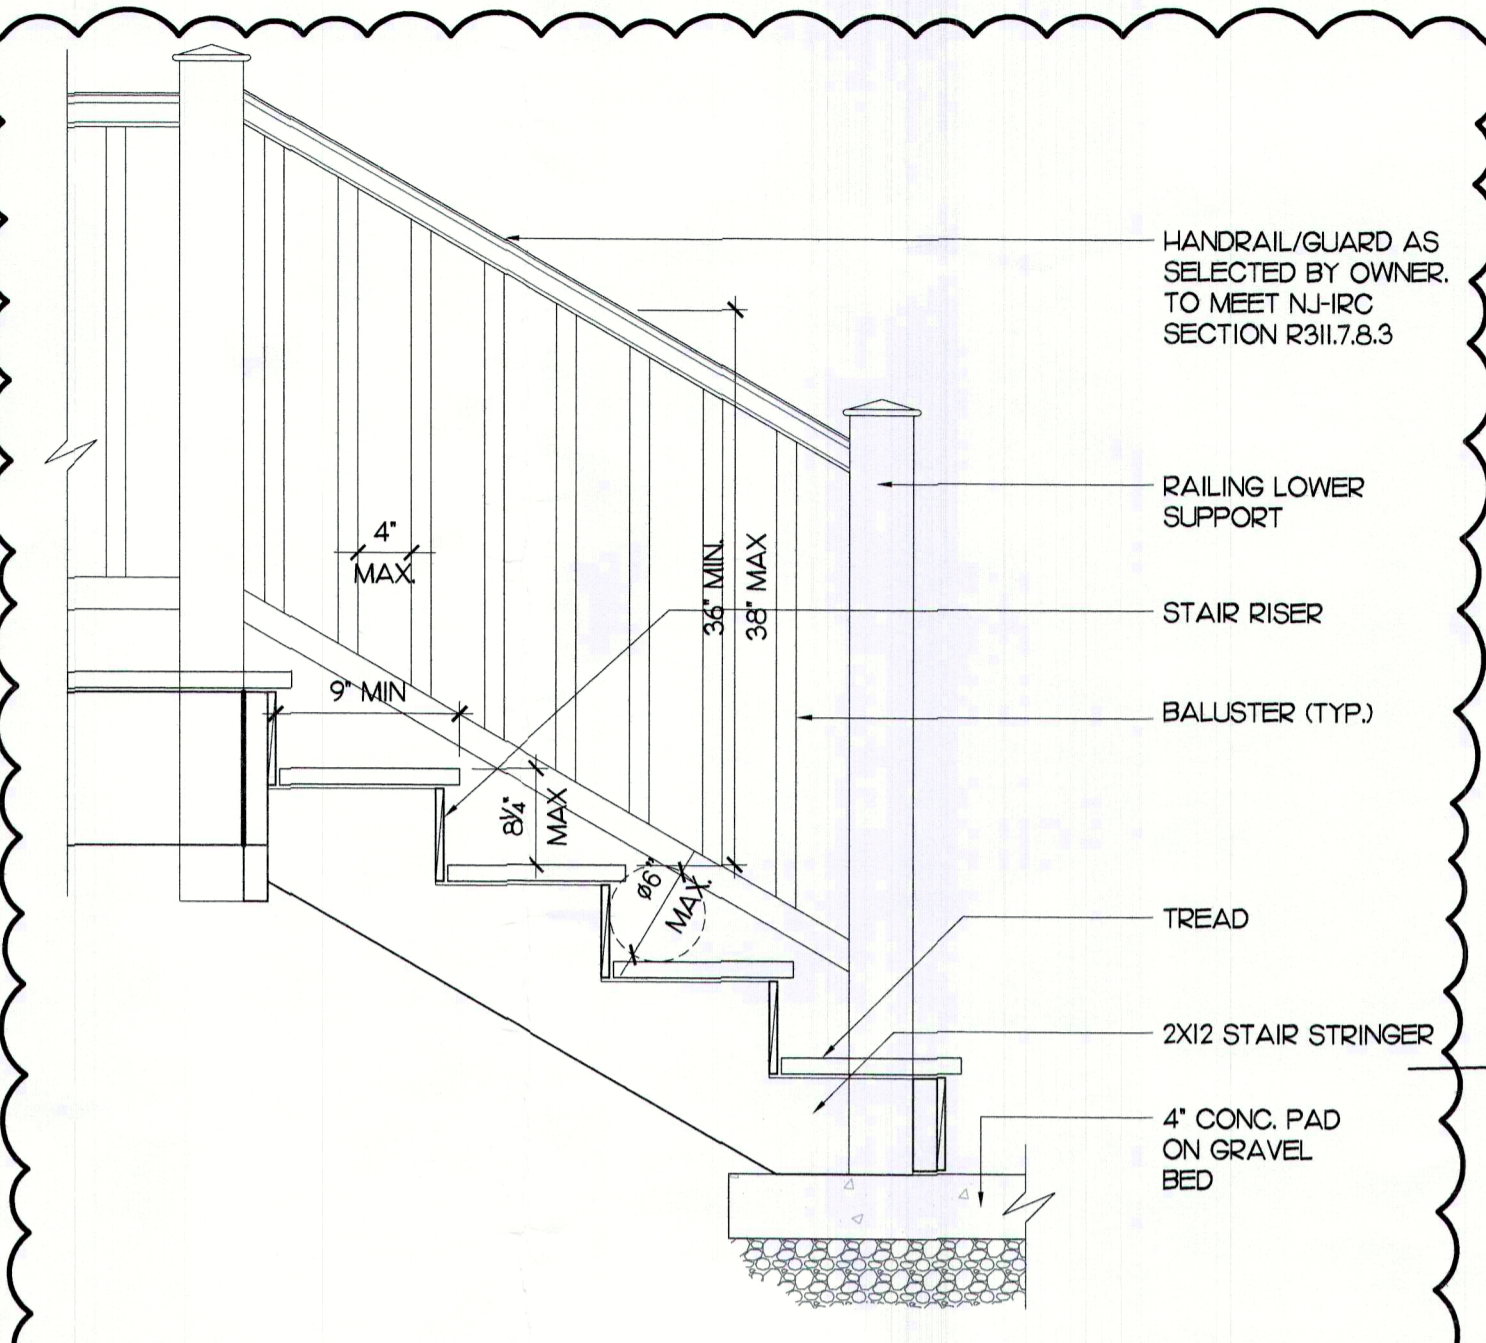 HANDRAIL/GUARD AS
SELECTED BY OWNER.
TO MEET NJ-IRC
SECTION R311.7.8.3
RAILING LOWER
SUPPORT
4"
MAX.
36" MIN.
38" MAX
STAIR RISER
9" MIN
BALUSTER (TYP.)
8¼"
MAX
ø6"
MAX.
TREAD
2X12 STAIR STRINGER
4" CONC. PAD
ON GRAVEL
BED